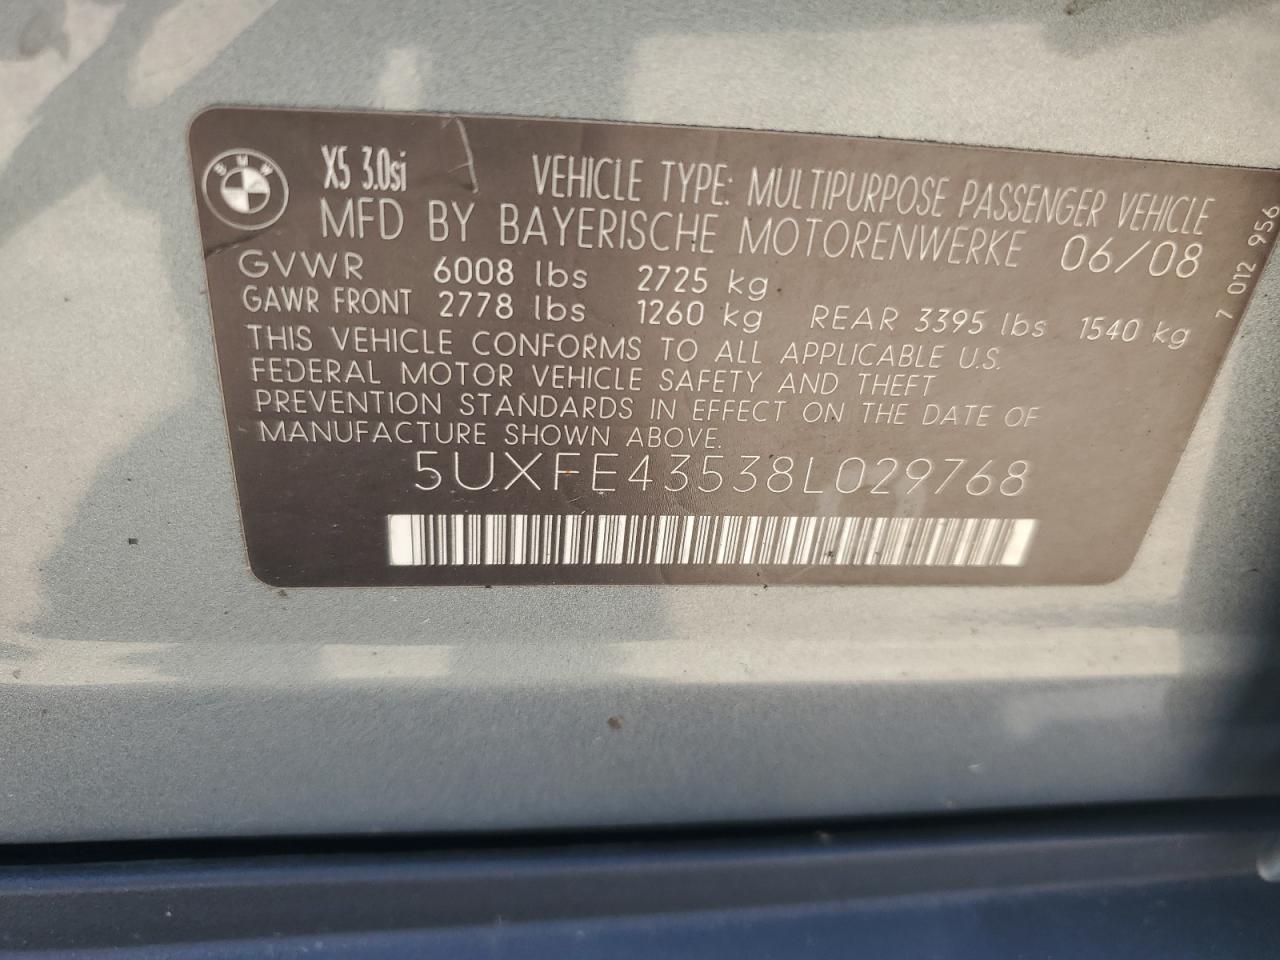 BMW
X5 3.0si VEHICLE TYPE: MULTIPURPOSE PASSENGER VEHICLE
MFD BY BAYERISCHE MOTORENWERKE 06/08
GVWR 6008 lbs 2725 kg
GAWR FRONT 2778 lbs 1260 kg REAR 3395 lbs 1540 kg
THIS VEHICLE CONFORMS TO ALL APPLICABLE U.S.
FEDERAL MOTOR VEHICLE SAFETY AND THEFT
PREVENTION STANDARDS IN EFFECT ON THE DATE OF
MANUFACTURE SHOWN ABOVE.
5UXFE43538L029768
7 012 956